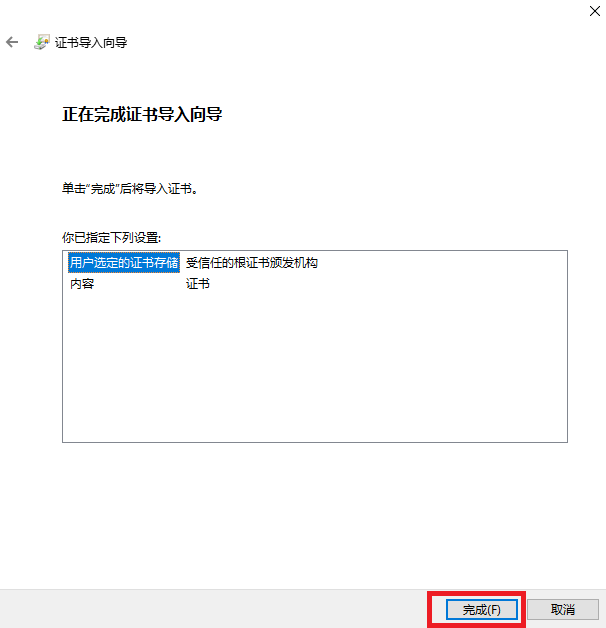 证书导入向导
正在完成证书导入向导
单击“完成”后将导入证书。
你已指定下列设置:
用户选定的证书存储 受信任的根证书颁发机构
内容 证书
完成(F) 取消